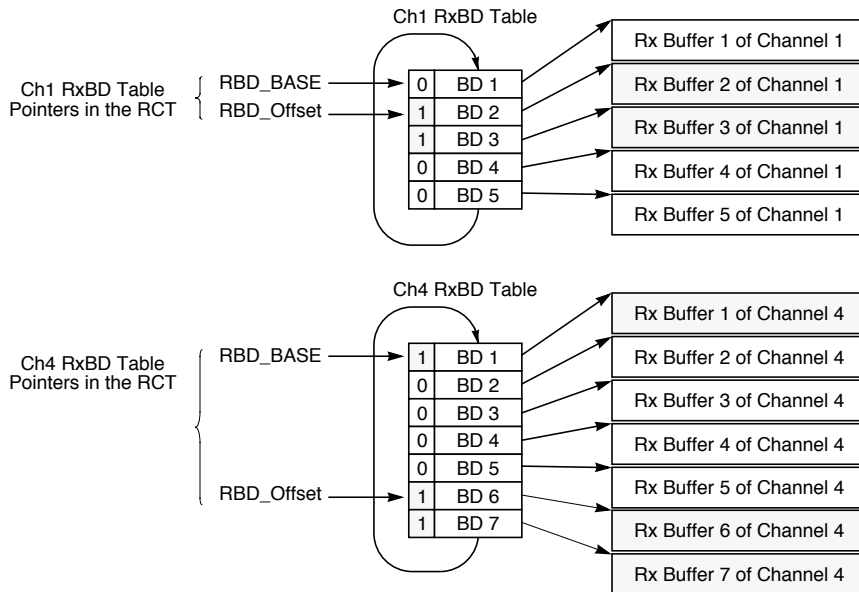 Ch1 RxBD Table
Ch1 RxBD Table
Pointers in the RCT
RBD_BASE
RBD_Offset
0 BD 1
1 BD 2
1 BD 3
0 BD 4
0 BD 5
Rx Buffer 1 of Channel 1
Rx Buffer 2 of Channel 1
Rx Buffer 3 of Channel 1
Rx Buffer 4 of Channel 1
Rx Buffer 5 of Channel 1
Ch4 RxBD Table
Ch4 RxBD Table
Pointers in the RCT
RBD_BASE
RBD_Offset
1 BD 1
0 BD 2
0 BD 3
0 BD 4
0 BD 5
1 BD 6
1 BD 7
Rx Buffer 1 of Channel 4
Rx Buffer 2 of Channel 4
Rx Buffer 3 of Channel 4
Rx Buffer 4 of Channel 4
Rx Buffer 5 of Channel 4
Rx Buffer 6 of Channel 4
Rx Buffer 7 of Channel 4